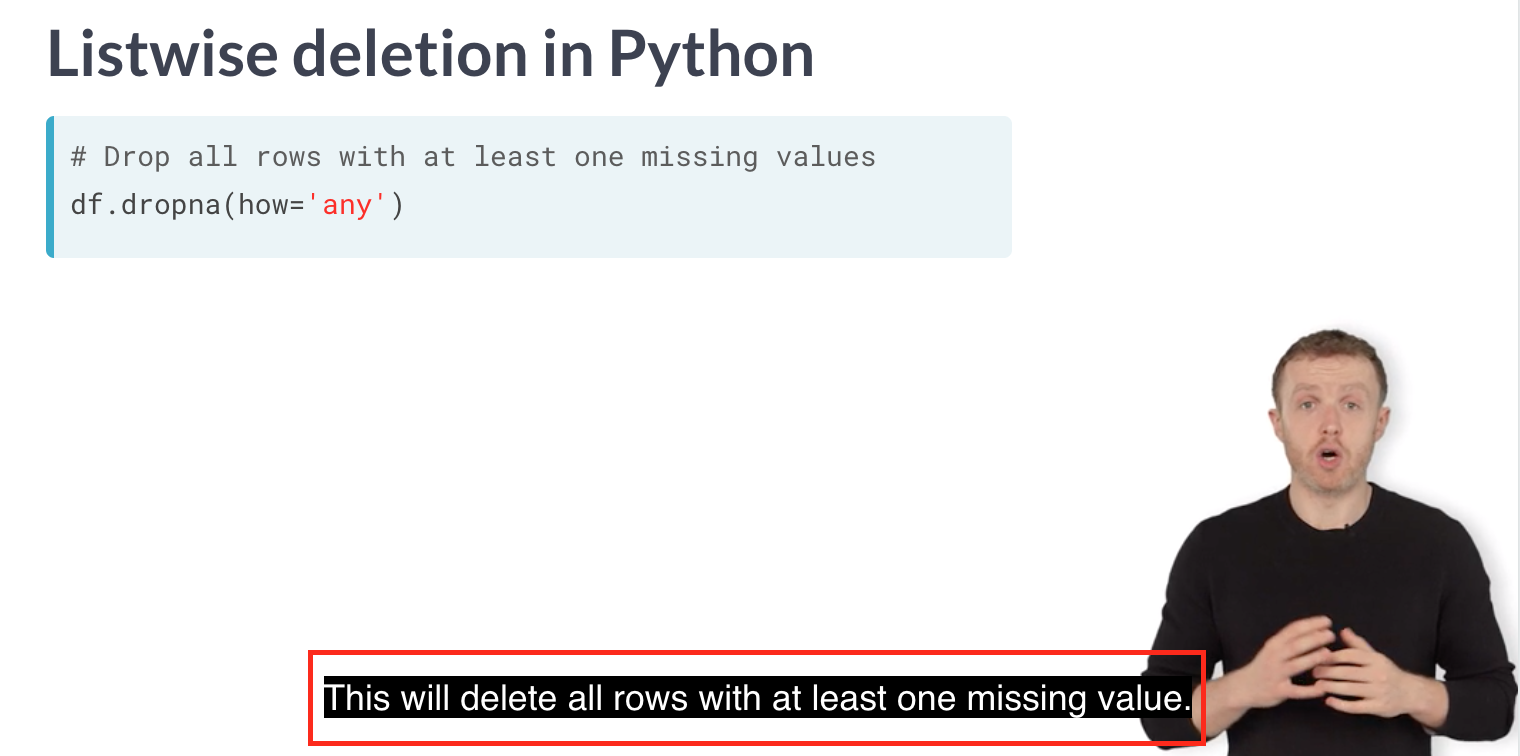 Listwise deletion in Python
# Drop all rows with at least one missing values
df.dropna(how='any')
This will delete all rows with at least one missing value.